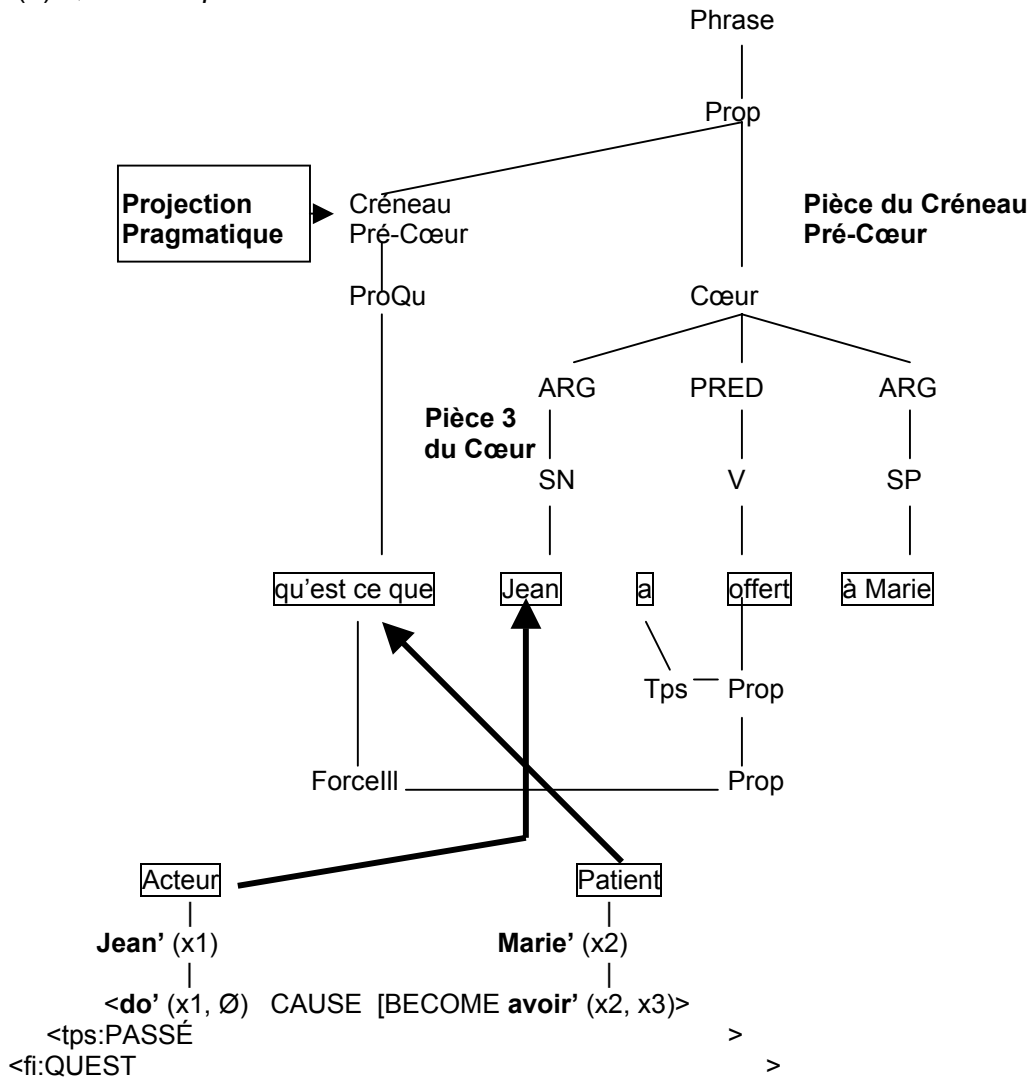 Phrase
Prop
Projection
Pragmatique
Créneau
Pré-Cœur
Pièce du Créneau
Pré-Cœur
ProQu
Cœur
ARG PRED ARG
Pièce 3
du Cœur
SN V SP
qu'est ce que Jean a offert à Marie
Tps Prop
ForceIll Prop
Acteur Patient
Jean' (x1) Marie' (x2)
<do' (x1, Ø) CAUSE [BECOME avoir' (x2, x3)>
<tps:PASSÉ >
<fi:QUEST >